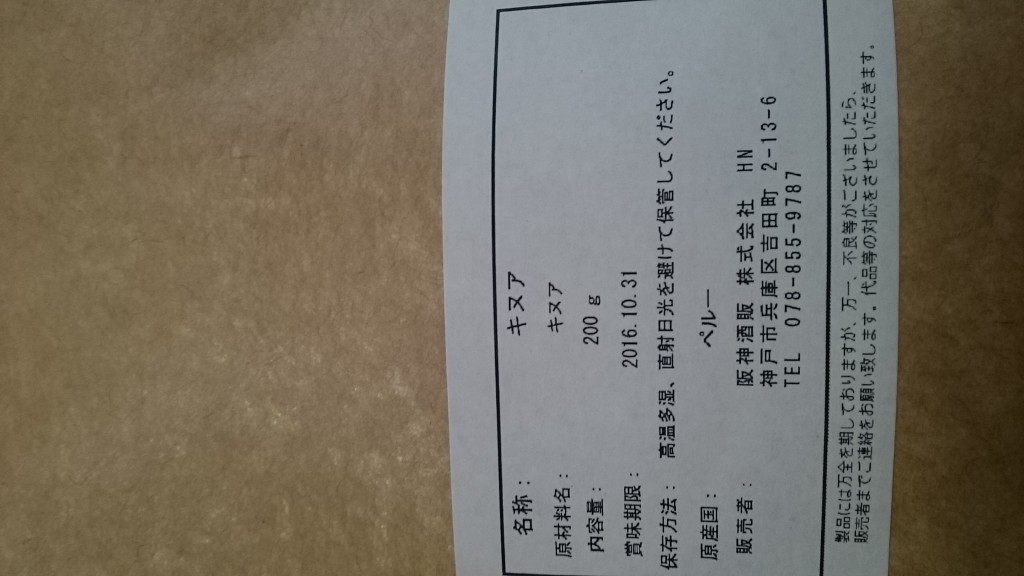 名称： キヌア
原材料名： キヌア
内容量： 200 g
賞味期限： 2016.10.31
保存方法： 高温多湿、直射日光を避けて保管してください。
原産国： ペルー
販売者： 阪神酒販 株式会社 HN
神戸市兵庫区吉田町 2-13-6
TEL 078-855-9787
製品には万全を期しておりますが、万一、不良等がございましたら、
販売者までご連絡をお願い致します。代品等の対応をさせていただきます。